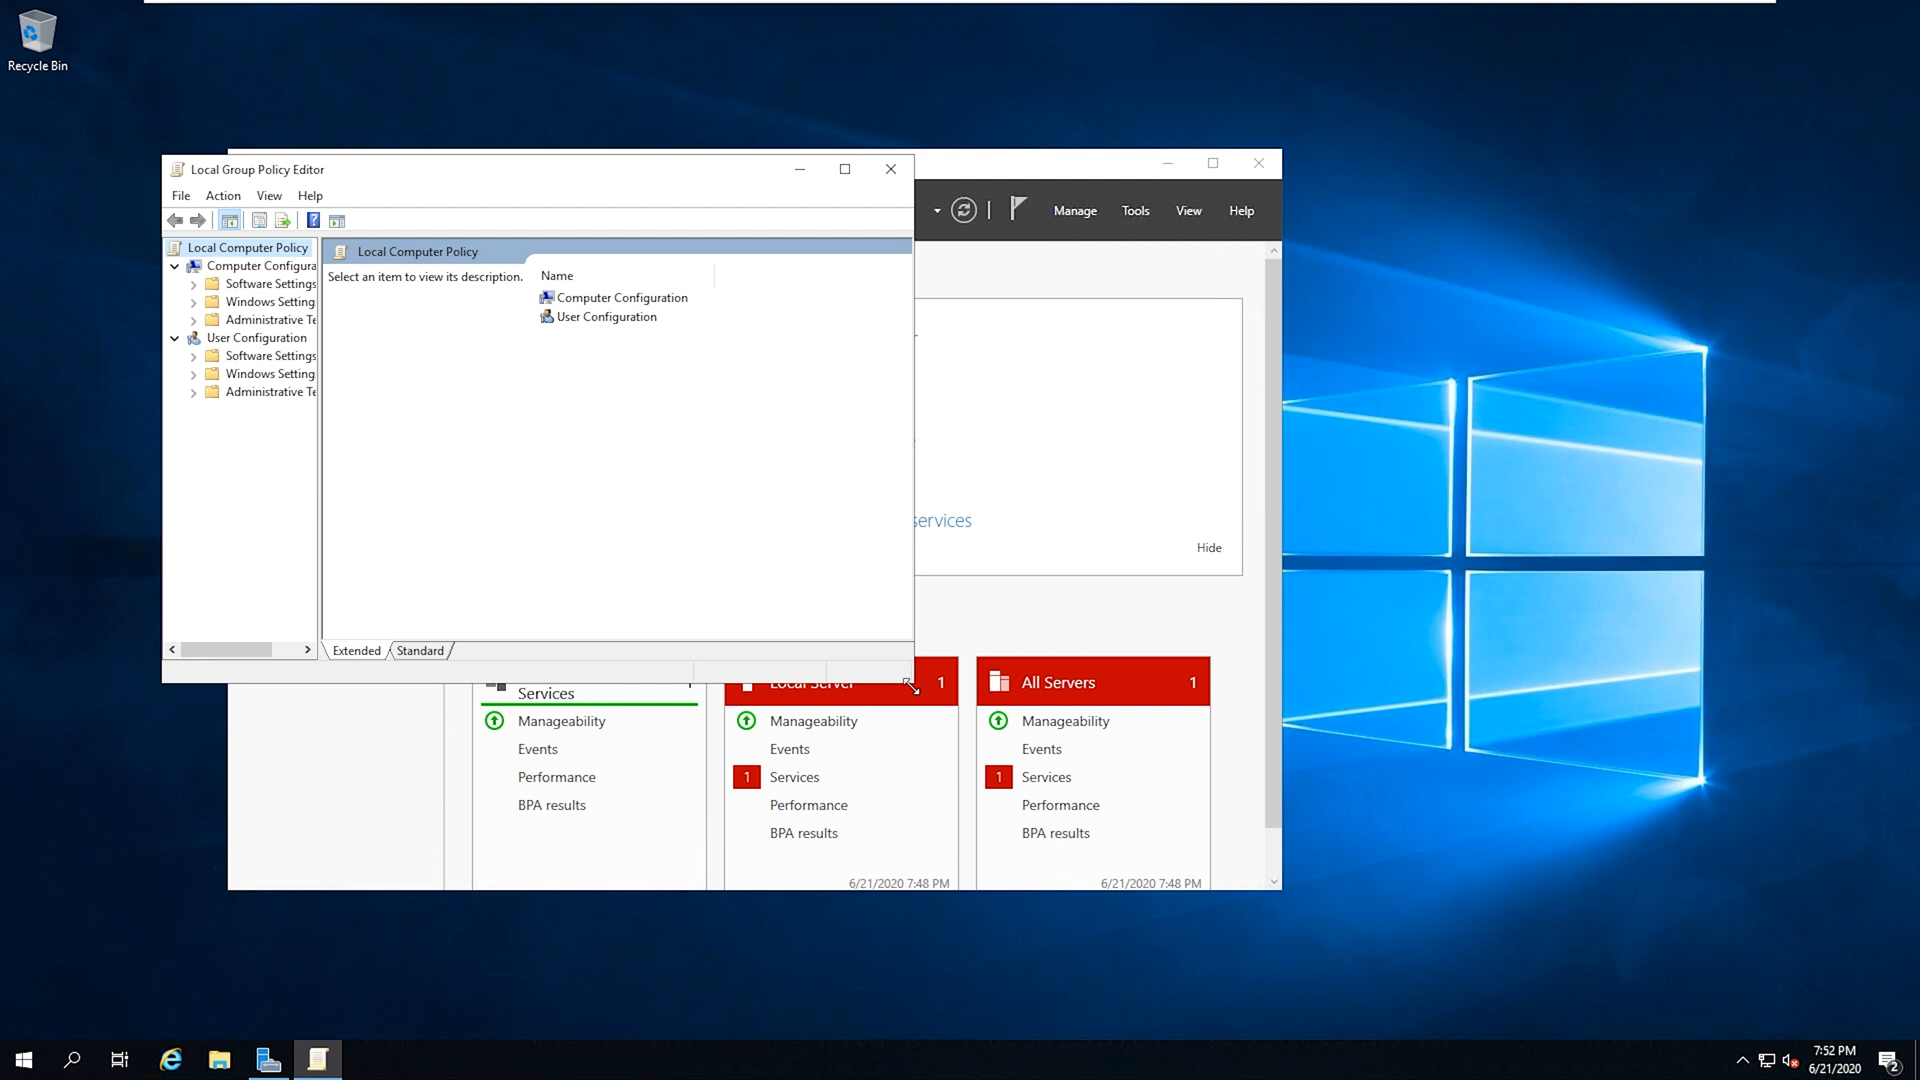 Recycle Bin
Local Group Policy Editor
File Action View Help
Local Computer Policy
Computer Configura
Software Settings
Windows Setting
Administrative Te
User Configuration
Software Settings
Windows Setting
Administrative Te
Local Computer Policy
Select an item to view its description.
Name
Computer Configuration
User Configuration
Extended Standard
Manage Tools View Help
services
Hide
Services 1
Manageability
Events
Performance
BPA results
Local Server 1
Manageability
Events
1 Services
Performance
BPA results
6/21/2020 7:48 PM
All Servers 1
Manageability
Events
1 Services
Performance
BPA results
6/21/2020 7:48 PM
7:52 PM
6/21/2020
2